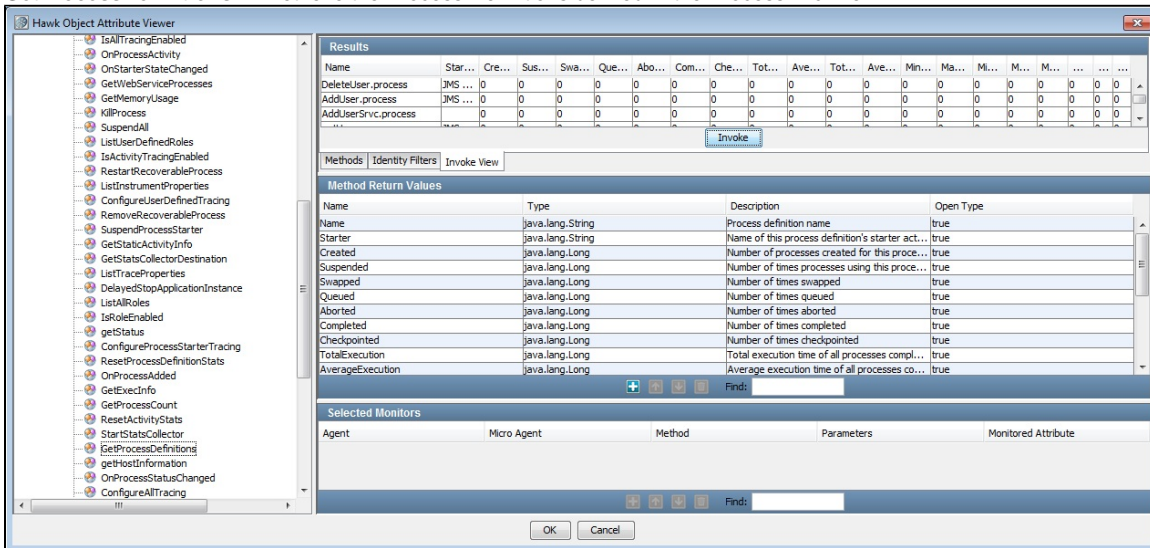 Hawk Object Attribute Viewer
IsAllTracingEnabled
OnProcessActivity
OnStarterStateChanged
GetWebServiceProcesses
GetMemoryUsage
KillProcess
SuspendAll
ListUserDefinedRoles
IsActivityTracingEnabled
RestartRecoverableProcess
ListInstrumentProperties
ConfigureUserDefinedTracing
RemoveRecoverableProcess
SuspendProcessStarter
GetStaticActivityInfo
GetStatsCollectorDestination
ListTraceProperties
DelayedStopApplicationInstance
ListAllRoles
IsRoleEnabled
getStatus
ConfigureProcessStarterTracing
ResetProcessDefinitionStats
OnProcessAdded
GetExecInfo
GetProcessCount
ResetActivityStats
StartStatsCollector
GetProcessDefinitions
getHostInformation
OnProcessStatusChanged
ConfigureAllTracing
Results
Name Star... Cre... Sus... Swa... Que... Abo... Com... Che... Tot... Ave... Tot... Ave... Min... Ma... Mi... M... M... ... ... ...
DeleteUser.process JMS ... 0 0 0 0 0 0 0 0 0 0 0 0 0 0 0 0 0 0 0
AddUser.process JMS ... 0 0 0 0 0 0 0 0 0 0 0 0 0 0 0 0 0 0 0
AddUserSrvc.process 0 0 0 0 0 0 0 0 0 0 0 0 0 0 0 0 0 0 0
Invoke
Methods Identity Filters Invoke View
Method Return Values
Name Type Description Open Type
Name java.lang.String Process definition name true
Starter java.lang.String Name of this process definition's starter act... true
Created java.lang.Long Number of processes created for this proce... true
Suspended java.lang.Long Number of times processes using this proce... true
Swapped java.lang.Long Number of times swapped true
Queued java.lang.Long Number of times queued true
Aborted java.lang.Long Number of times aborted true
Completed java.lang.Long Number of times completed true
Checkpointed java.lang.Long Number of times checkpointed true
TotalExecution java.lang.Long Total execution time of all processes compl... true
AverageExecution java.lang.Long Average execution time of all processes co... true
Find:
Selected Monitors
Agent Micro Agent Method Parameters Monitored Attribute
Find:
OK Cancel